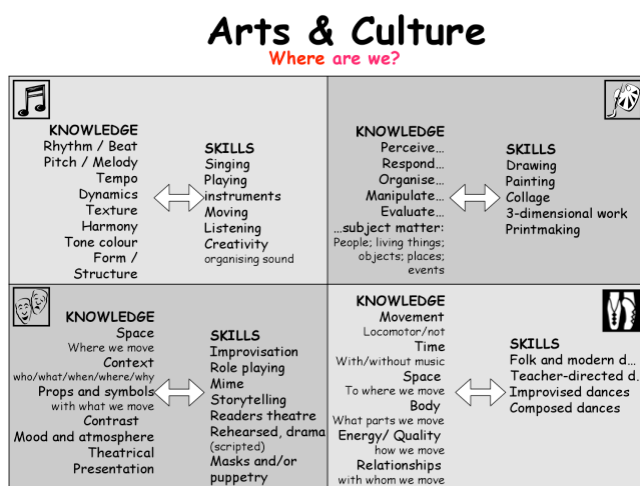 Arts & Culture
Where are we?
KNOWLEDGE
Rhythm / Beat
Pitch / Melody
Tempo
Dynamics
Texture
Harmony
Tone colour
Form /
Structure
SKILLS
Singing
Playing
instruments
Moving
Listening
Creativity
organising sound
KNOWLEDGE
Perceive...
Respond...
Organise...
Manipulate...
Evaluate...
...subject matter:
People; living things;
objects; places;
events
SKILLS
Drawing
Painting
Collage
3-dimensional work
Printmaking
KNOWLEDGE
Space
Where we move
Context
who/what/when/where/why
Props and symbols
with what we move
Contrast
Mood and atmosphere
Theatrical
Presentation
SKILLS
Improvisation
Role playing
Mime
Storytelling
Readers theatre
Rehearsed, drama
(scripted)
Masks and/or
puppetry
KNOWLEDGE
Movement
Locomotor/not
Time
With/without music
Space
To where we move
Body
What parts we move
Energy/ Quality
how we move
Relationships
with whom we move
SKILLS
Folk and modern d...
Teacher-directed d.
Improvised dances
Composed dances